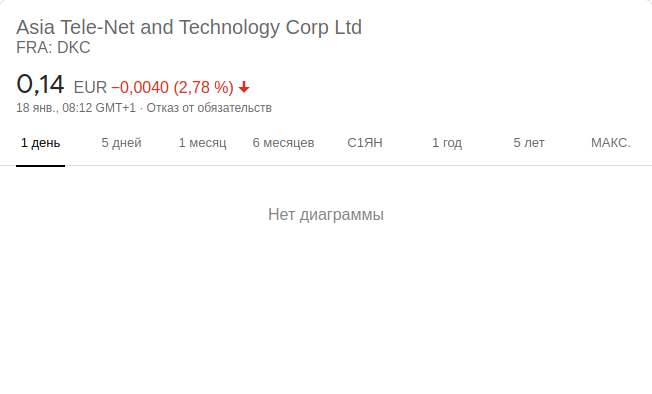 Asia Tele-Net and Technology Corp Ltd
FRA: DKC
0,14 EUR −0,0040 (2,78 %)
18 янв., 08:12 GMT+1 · Отказ от обязательств
1 день 5 дней 1 месяц 6 месяцев С1ЯН 1 год 5 лет МАКС.
Нет диаграммы